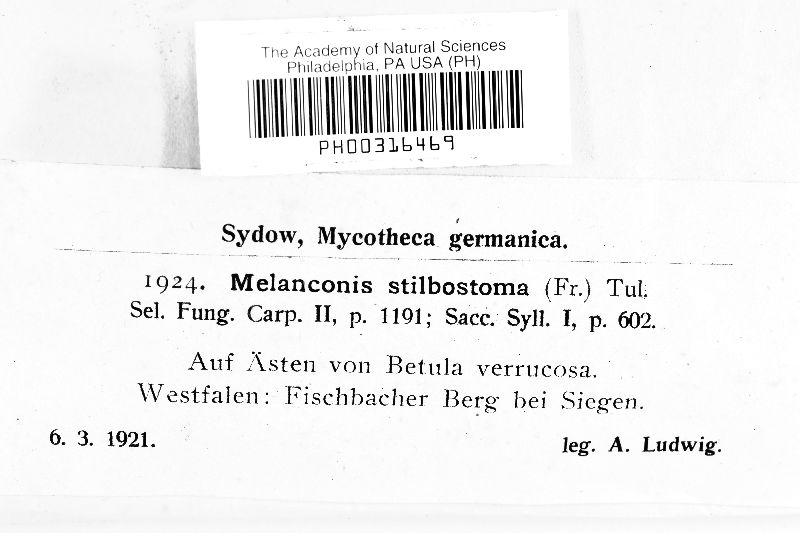 The Academy of Natural Sciences
Philadelphia, PA USA (PH)
PH00316469
Sydow, Mycotheca germanica.
1924. Melanconis stilbostoma (Fr.) Tul.
Sel. Fung. Carp. II, p. 1191; Sacc. Syll. I, p. 602.
Auf Ästen von Betula verrucosa.
Westfalen: Fischbacher Berg bei Siegen.
6. 3. 1921.
leg. A. Ludwig.